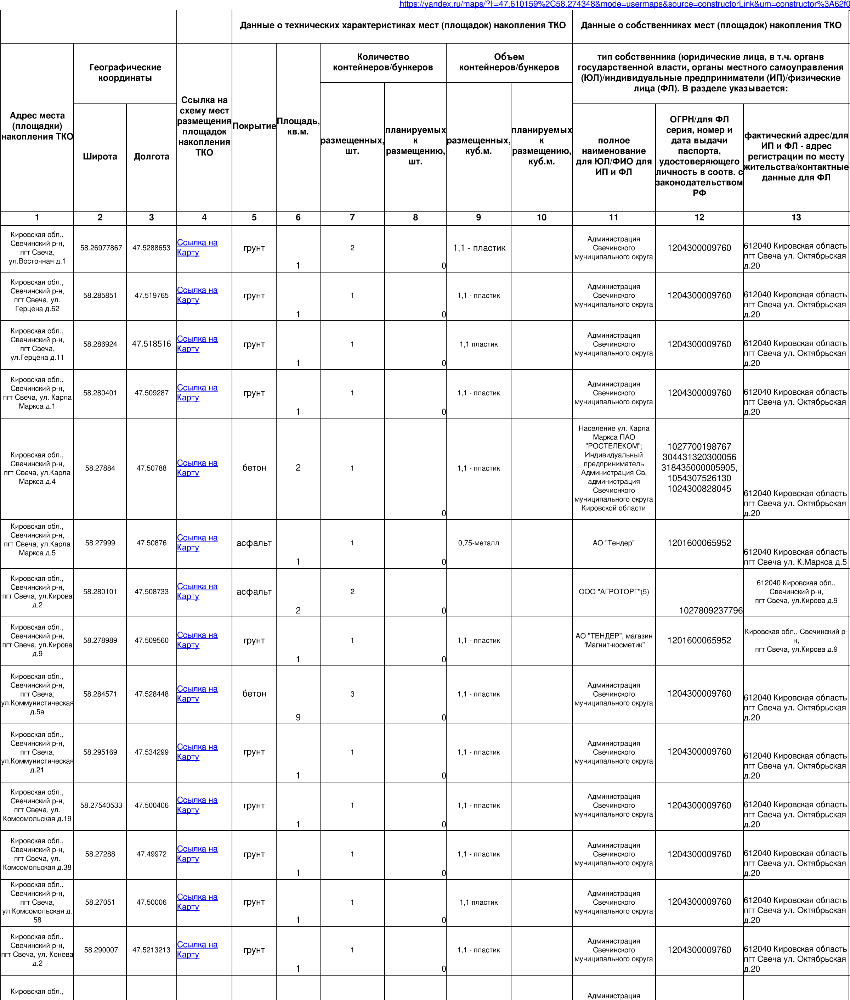 https://yandex.ru/maps/?ll=47.610159%2C58.274348&mode=usermaps&source=constructorLink&um=constructor%3A62f0
Данные о технических характеристиках мест (площадок) накопления ТКО
Данные о собственниках мест (площадок) накопления ТКО
Адрес места
(площадки)
накопления ТКО
Географические
координаты
Широта
Долгота
Ссылка на
схему мест
размещения
площадок
накопления
ТКО
Покрытие
Площадь,
кв.м.
Количество
контейнеров/бункеров
размещенных,
шт.
планируемых
к
размещению,
шт.
Объем
контейнеров/бункеров
размещенных,
куб.м.
планируемых
к
размещению,
куб.м.
тип собственника (юридические лица, в т.ч. органв
государственной власти, органы местного самоуправления
(ЮЛ)/индивидуальные предприниматели (ИП)/физические
лица (ФЛ). В разделе указывается:
полное
наименование
для ЮЛ/ФИО для
ИП и ФЛ
ОГРН/для ФЛ
серия, номер и
дата выдачи
паспорта,
удостоверяющего
личность в соотв. с
законодательством
РФ
фактический адрес/для
ИП и ФЛ - адрес
регистрации по месту
жительства/контактные
данные для ФЛ
1 2 3 4 5 6 7 8 9 10 11 12 13
Кировская обл.,
Свечинский р-н,
пгт Свеча,
ул.Восточная д.1
58.26977867
47.5288653
Ссылка на
Карту
грунт
1
2
0
1,1 - пластик
Администрация
Свечинского
муниципального округа
1204300009760
612040 Кировская область
пгт Свеча ул. Октябрьская
д.20
Кировская обл.,
Свечинский р-н,
пгт Свеча, ул.
Герцена д.62
58.285851
47.519765
Ссылка на
Карту
грунт
1
1
0
1,1 - пластик
Администрация
Свечинского
муниципального округа
1204300009760
612040 Кировская область
пгт Свеча ул. Октябрьская
д.20
Кировская обл.,
Свечинский р-н,
пгт Свеча,
ул.Герцена д.11
58.286924
47.518516
Ссылка на
Карту
грунт
1
1
0
1,1 пластик
Администрация
Свечинского
муниципального округа
1204300009760
612040 Кировская область
пгт Свеча ул. Октябрьская
д.20
Кировская обл.,
Свечинский р-н,
пгт Свеча, ул. Карла
Маркса д.1
58.280401
47.509287
Ссылка на
Карту
грунт
1
1
0
1,1 - пластик
Администрация
Свечинского
муниципального округа
1204300009760
612040 Кировская область
пгт Свеча ул. Октябрьская
д.20
Кировская обл.,
Свечинский р-н,
пгт Свеча, ул.Карла
Маркса д.4
58.27884
47.50788
Ссылка на
Карту
бетон
2
1
0
1,1 - пластик
Население ул. Карла
Маркса ПАО
"РОСТЕЛЕКОМ";
Индивидуальный
предприниматель
Администрация Св,
администрация
Свечиснкого
муниципального округа
Кировской области
1027700198767
304431320300056
318435000005905,
1054307526130
1024300828045
612040 Кировская область
пгт Свеча ул. Октябрьская
д.20
Кировская обл.,
Свечинский р-н,
пгт Свеча, ул.Карла
Маркса д.5
58.27999
47.50876
Ссылка на
Карту
асфальт
1
1
0
0,75-металл
АО "Тендер"
1201600065952
612040 Кировская область
пгт Свеча ул. К.Маркса д.5
Кировская обл.,
Свечинский р-н,
пгт Свеча, ул.Кирова
д.2
58.280101
47.508733
Ссылка на
Карту
асфальт
2
2
0
ООО "АГРОТОРГ"(5)
1027809237796
612040 Кировская обл.,
Свечинский р-н,
пгт Свеча, ул.Кирова д.9
Кировская обл.,
Свечинский р-н,
пгт Свеча, ул.Кирова
д.9
58.278989
47.509560
Ссылка на
Карту
грунт
1
1
0
1,1 - пластик
АО "ТЕНДЕР", магазин
"Магнит-косметик"
1201600065952
Кировская обл., Свечинский р-
н,
пгт Свеча, ул.Кирова д.9
Кировская обл.,
Свечинский р-н,
пгт Свеча,
ул.Коммунистическая
д.5а
58.284571
47.528448
Ссылка на
Карту
бетон
9
3
0
1,1 - пластик
Администрация
Свечинского
муниципального округа
1204300009760
612040 Кировская область
пгт Свеча ул. Октябрьская
д.20
Кировская обл.,
Свечинский р-н,
пгт Свеча,
ул.Коммунистическая
д.21
58.295169
47.534299
Ссылка на
Карту
грунт
1
1
0
1,1 - пластик
Администрация
Свечинского
муниципального округа
1204300009760
612040 Кировская область
пгт Свеча ул. Октябрьская
д.20
Кировская обл.,
Свечинский р-н,
пгт Свеча, ул.
Комсомольская д.19
58.27540533
47.500406
Ссылка на
Карту
грунт
1
1
0
1,1 - пластик
Администрация
Свечинского
муниципального округа
1204300009760
612040 Кировская область
пгт Свеча ул. Октябрьская
д.20
Кировская обл.,
Свечинский р-н,
пгт Свеча, ул.
Комсомольская д.38
58.27288
47.49972
Ссылка на
Карту
грунт
1
1
0
1,1 - пластик
Администрация
Свечинского
муниципального округа
1204300009760
612040 Кировская область
пгт Свеча ул. Октябрьская
д.20
Кировская обл.,
Свечинский р-н,
пгт Свеча,
ул.Комсомольская д.
58
58.27051
47.50006
Ссылка на
Карту
грунт
1
1
0
1,1 пластик
Администрация
Свечинского
муниципального округа
1204300009760
612040 Кировская область
пгт Свеча ул. Октябрьская
д.20
Кировская обл.,
Свечинский р-н,
пгт Свеча, ул. Конева
д.2
58.290007
47.5213213
Ссылка на
Карту
грунт
1
1
0
1,1 - пластик
Администрация
Свечинского
муниципального округа
1204300009760
612040 Кировская область
пгт Свеча ул. Октябрьская
д.20
Кировская обл.,
Администрация